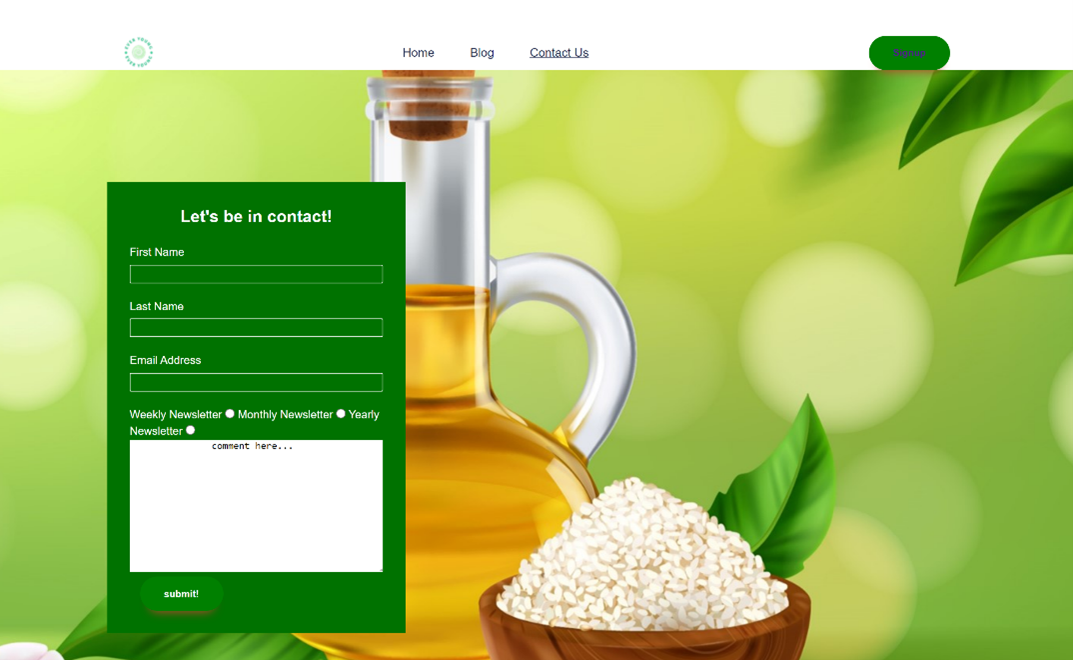 Home Blog Contact Us Signup
Let's be in contact!
First Name
Last Name
Email Address
Weekly Newsletter Monthly Newsletter Yearly
Newsletter
comment here...
submit!